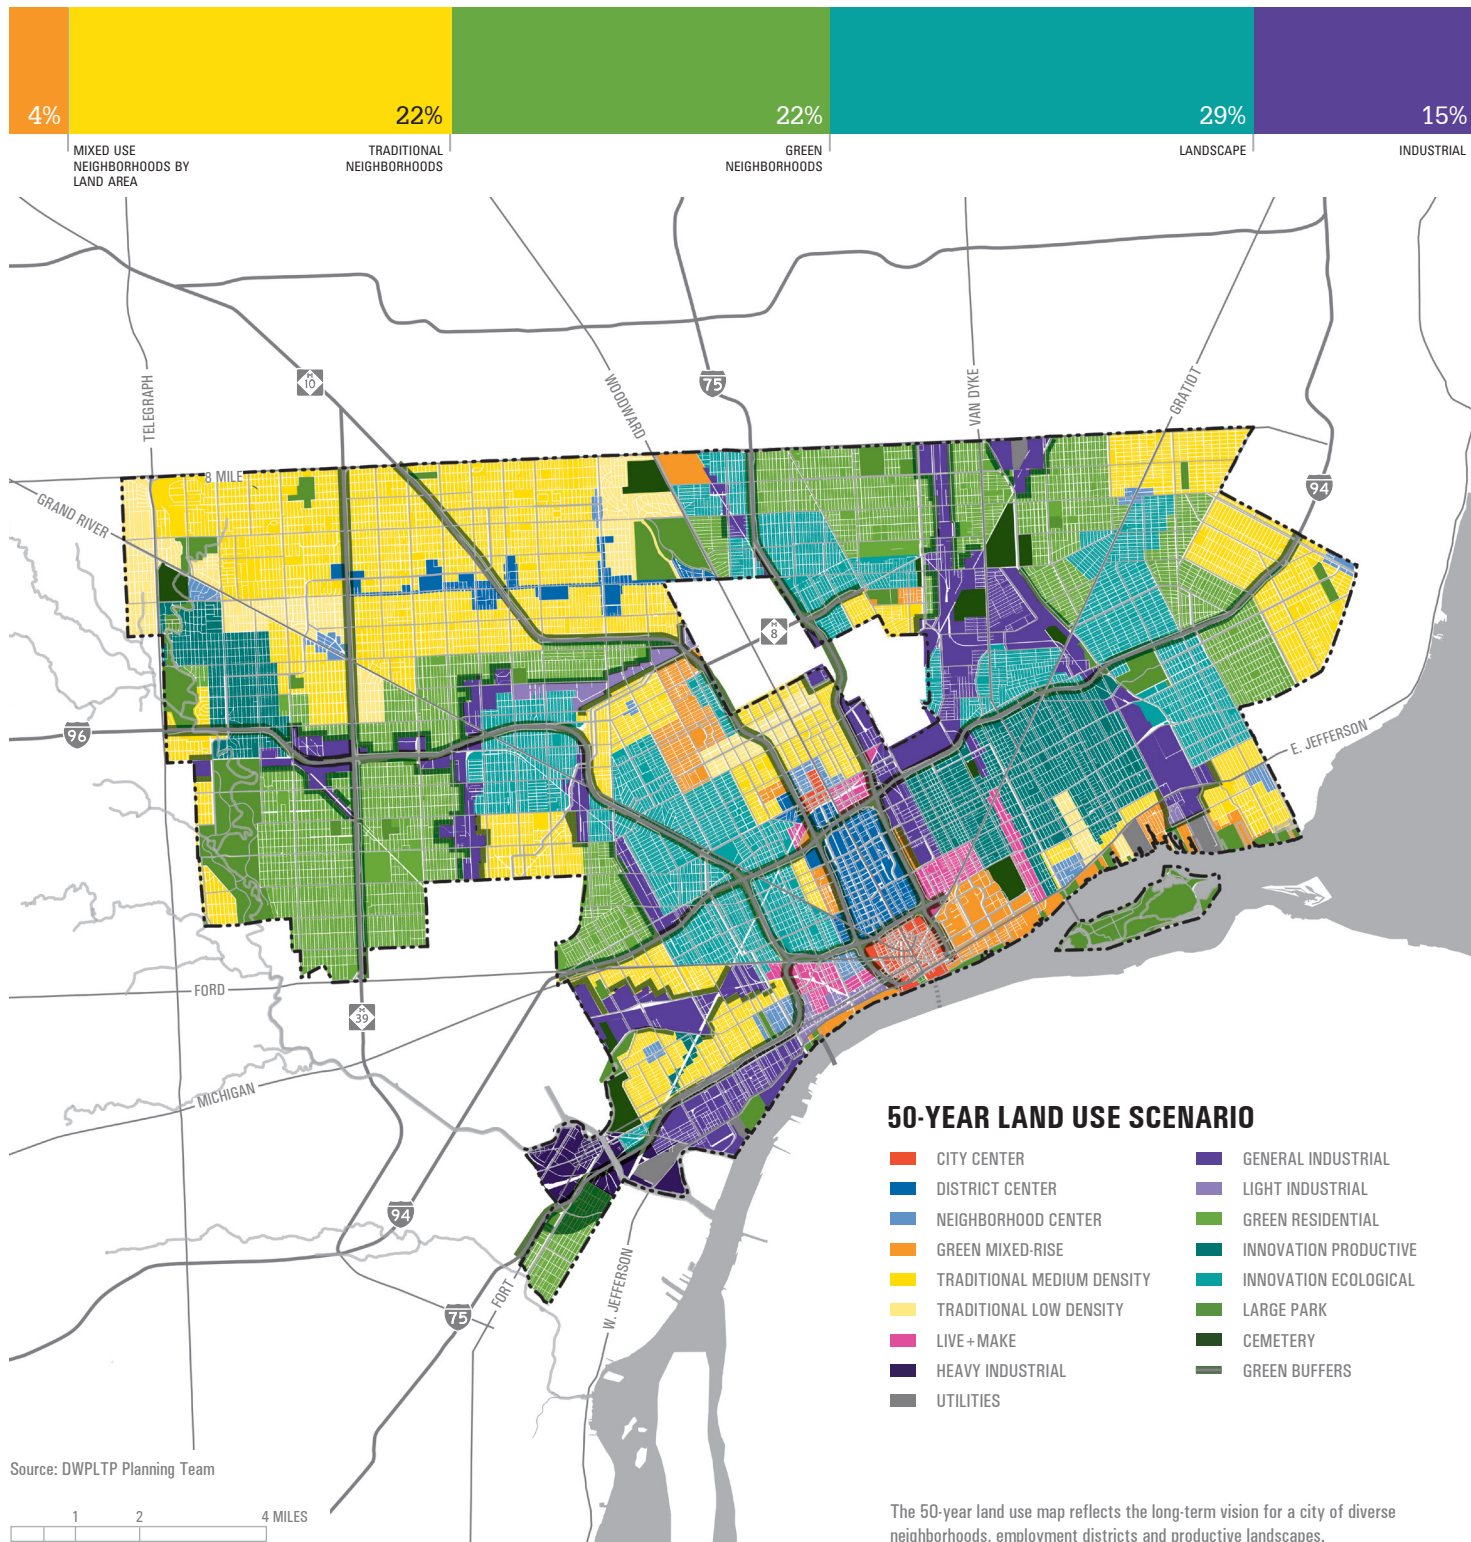 4%
22%
22%
29%
15%
MIXED USE
NEIGHBORHOODS BY
LAND AREA
TRADITIONAL
NEIGHBORHOODS
GREEN
NEIGHBORHOODS
LANDSCAPE
INDUSTRIAL
TELEGRAPH
M
10
WOODWARD
75
VAN DYKE
GRATIOT
8 MILE
GRAND RIVER
94
M
8
96
E. JEFFERSON
FORD
M
39
MICHIGAN
94
75
FORT
W. JEFFERSON
50-YEAR LAND USE SCENARIO
CITY CENTER
DISTRICT CENTER
NEIGHBORHOOD CENTER
GREEN MIXED-RISE
TRADITIONAL MEDIUM DENSITY
TRADITIONAL LOW DENSITY
LIVE+MAKE
HEAVY INDUSTRIAL
UTILITIES
GENERAL INDUSTRIAL
LIGHT INDUSTRIAL
GREEN RESIDENTIAL
INNOVATION PRODUCTIVE
INNOVATION ECOLOGICAL
LARGE PARK
CEMETERY
GREEN BUFFERS
Source: DWPLTP Planning Team
1 2 4 MILES
The 50-year land use map reflects the long-term vision for a city of diverse
neighborhoods, employment districts and productive landscapes.